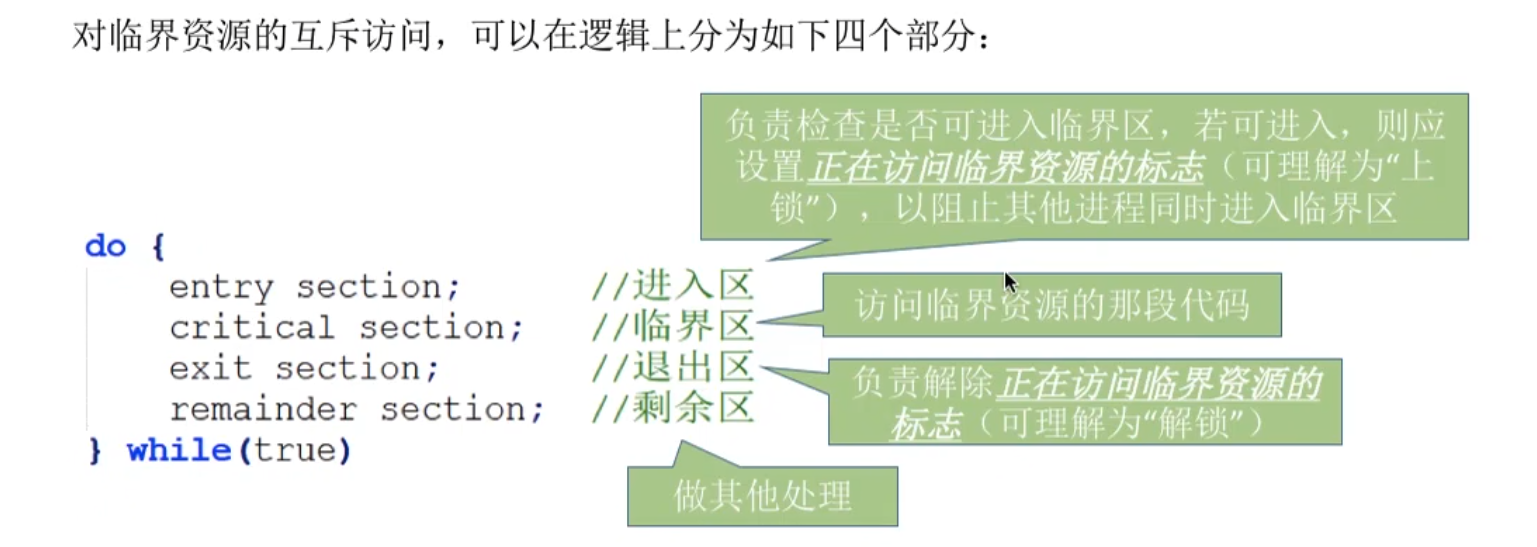 对临界资源的互斥访问，可以在逻辑上分为如下四个部分：
负责检查是否可进入临界区，若可进入，则应
设置正在访问临界资源的标志（可理解为“上
锁”），以阻止其他进程同时进入临界区
do {
entry section; //进入区
访问临界资源的那段代码
critical section; //临界区
exit section; //退出区
负责解除正在访问临界资源的
标志（可理解为“解锁”）
remainder section; //剩余区
} while(true)
做其他处理